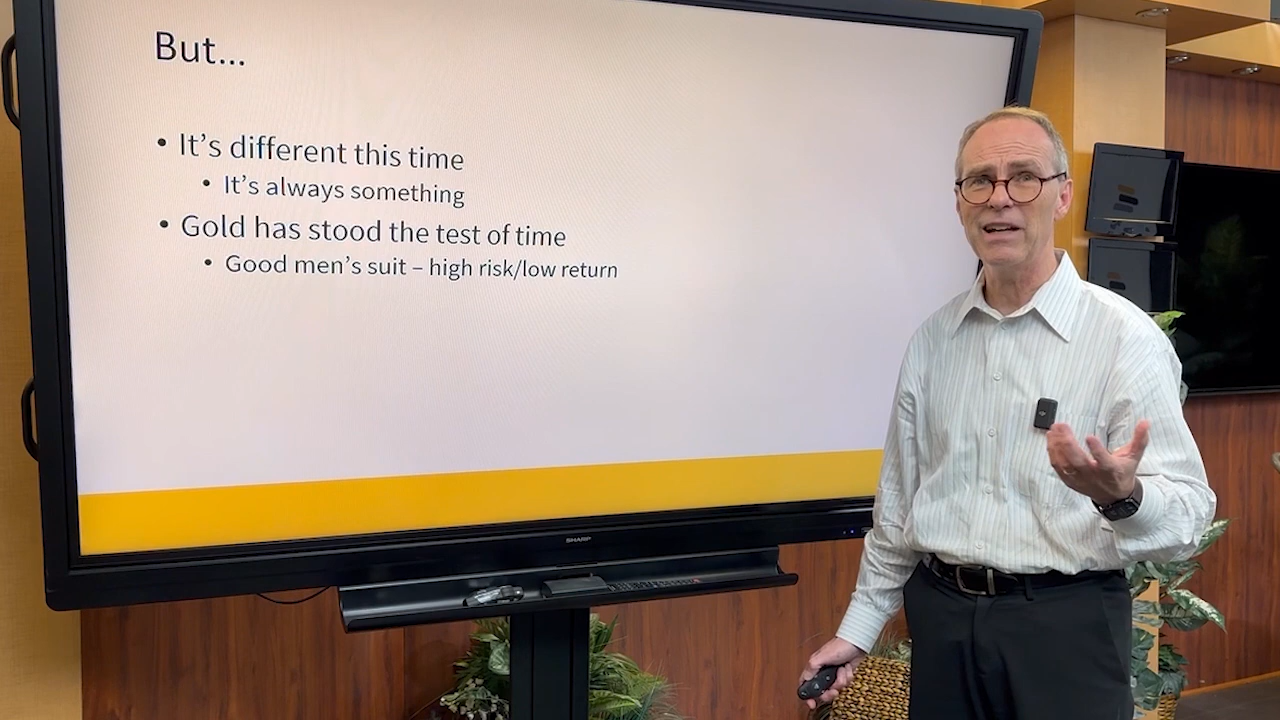 But...
• It's different this time
• It's always something
• Gold has stood the test of time
• Good men's suit – high risk/low return
SHARP